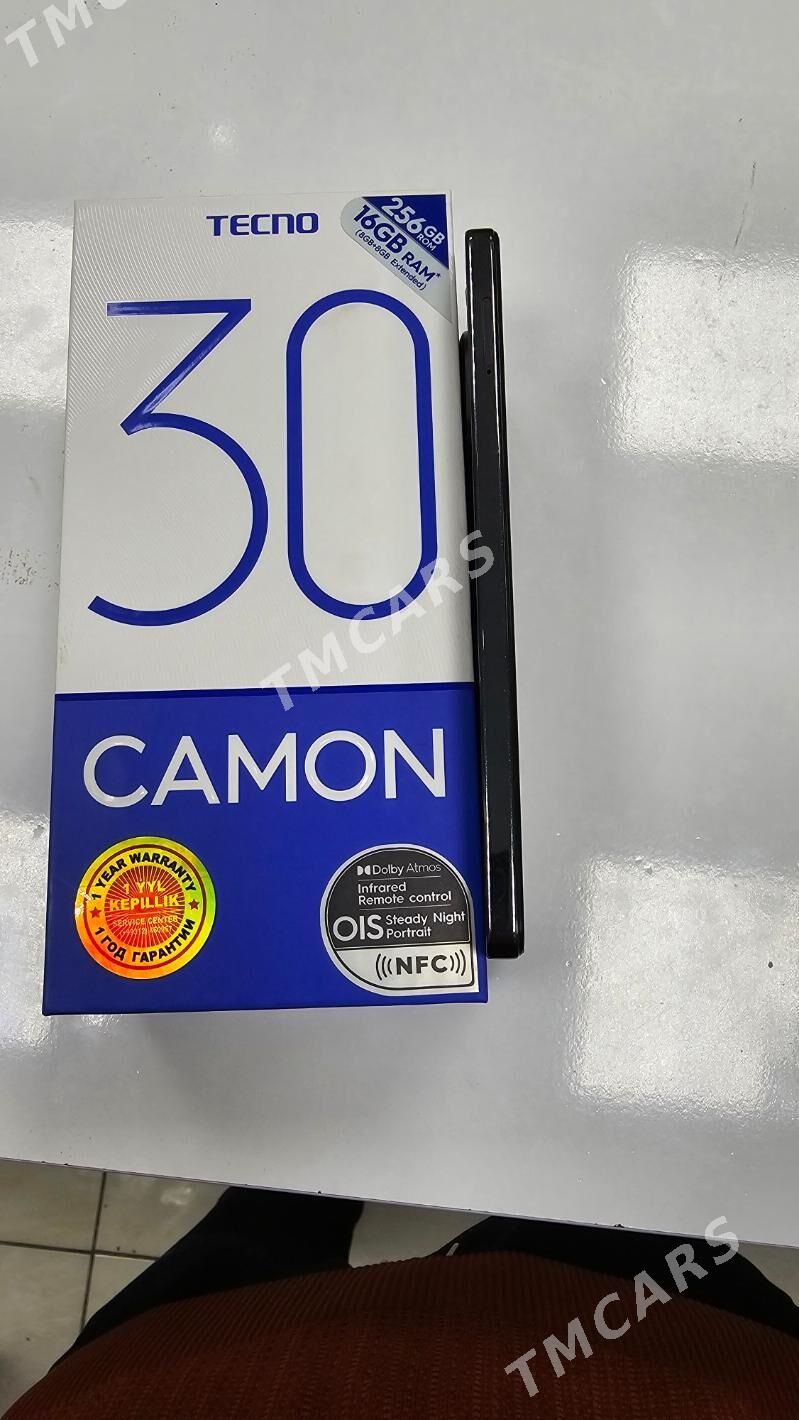 TMC
TECNO
256GB
ROM
16GB RAM*
(8GB+8GB Extended)
30
TMCARS
CAMON
1 YEAR WARRANTY
1 YYL
KEPILLIK
SERVICE CENTER
1 ГОД ГАРАНТИИ
Dolby Atmos
Infrared
Remote control
OIS Steady Night
Portrait
NFC
TMCARS